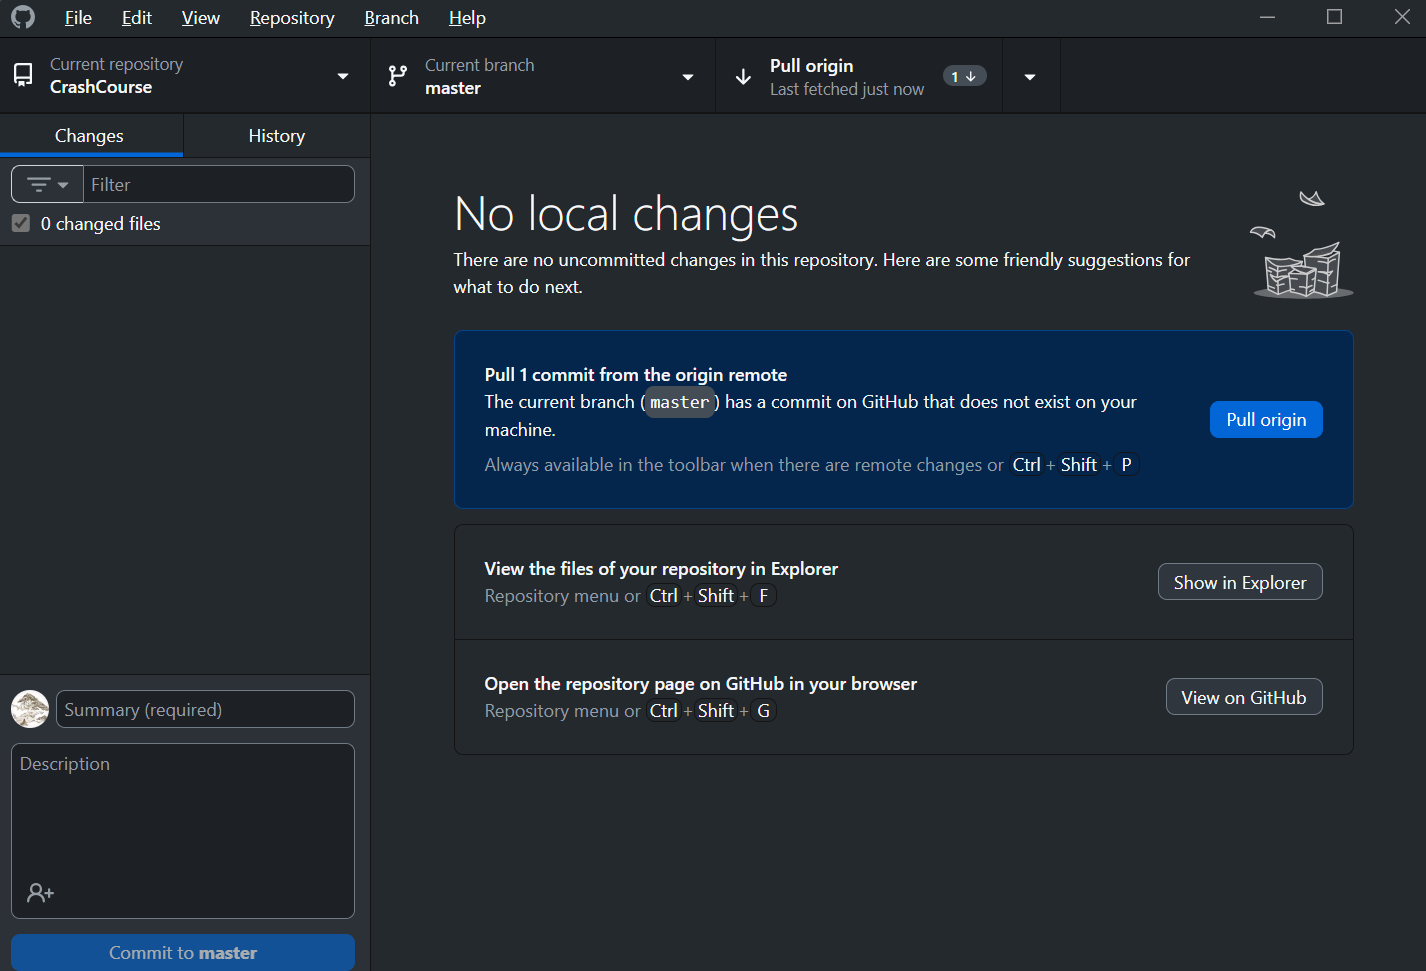 File Edit View Repository Branch Help
Current repository
CrashCourse
Current branch
master
Pull origin
Last fetched just now
1
Changes
History
Filter
0 changed files
No local changes
There are no uncommitted changes in this repository. Here are some friendly suggestions for
what to do next.
Pull 1 commit from the origin remote
The current branch (master) has a commit on GitHub that does not exist on your
machine.
Always available in the toolbar when there are remote changes or Ctrl + Shift + P
Pull origin
View the files of your repository in Explorer
Repository menu or Ctrl + Shift + F
Show in Explorer
Open the repository page on GitHub in your browser
Repository menu or Ctrl + Shift + G
View on GitHub
Summary (required)
Description
Commit to master